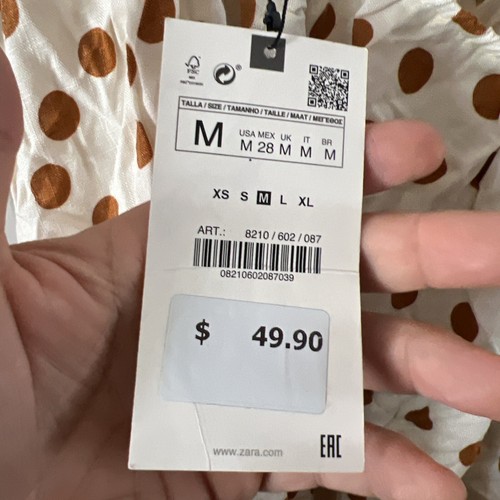 FSC
TALLA / SIZE / TAMANHO / TAILLE / MAAT / ΜΕΓΕΘΟΣ
M
USA MEX UK IT BR
M 28 M M M
XS S M L XL
ART.: 8210 / 602 / 087
08210602087039
$ 49.90
www.zara.com
EAC